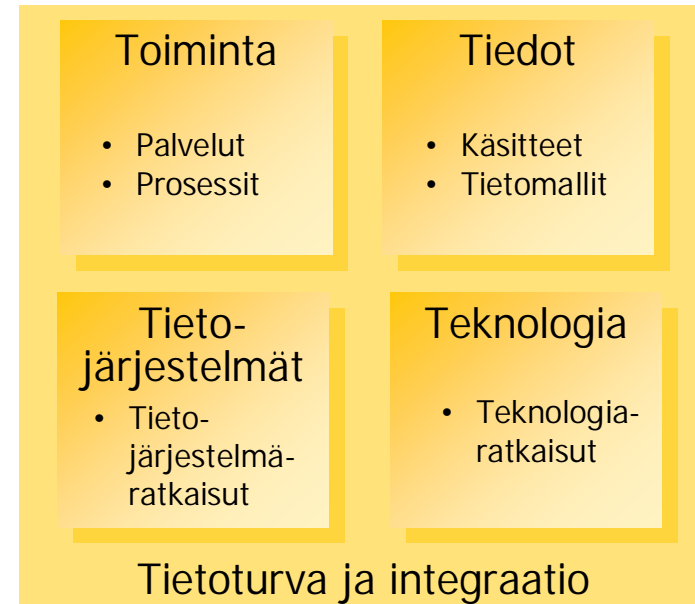 Toiminta
• Palvelut
• Prosessit
Tiedot
• Käsitteet
• Tietomallit
Tieto-
järjestelmät
• Tieto-
järjestelmä-
ratkaisut
Teknologia
• Teknologia-
ratkaisut
Tietoturva ja integraatio